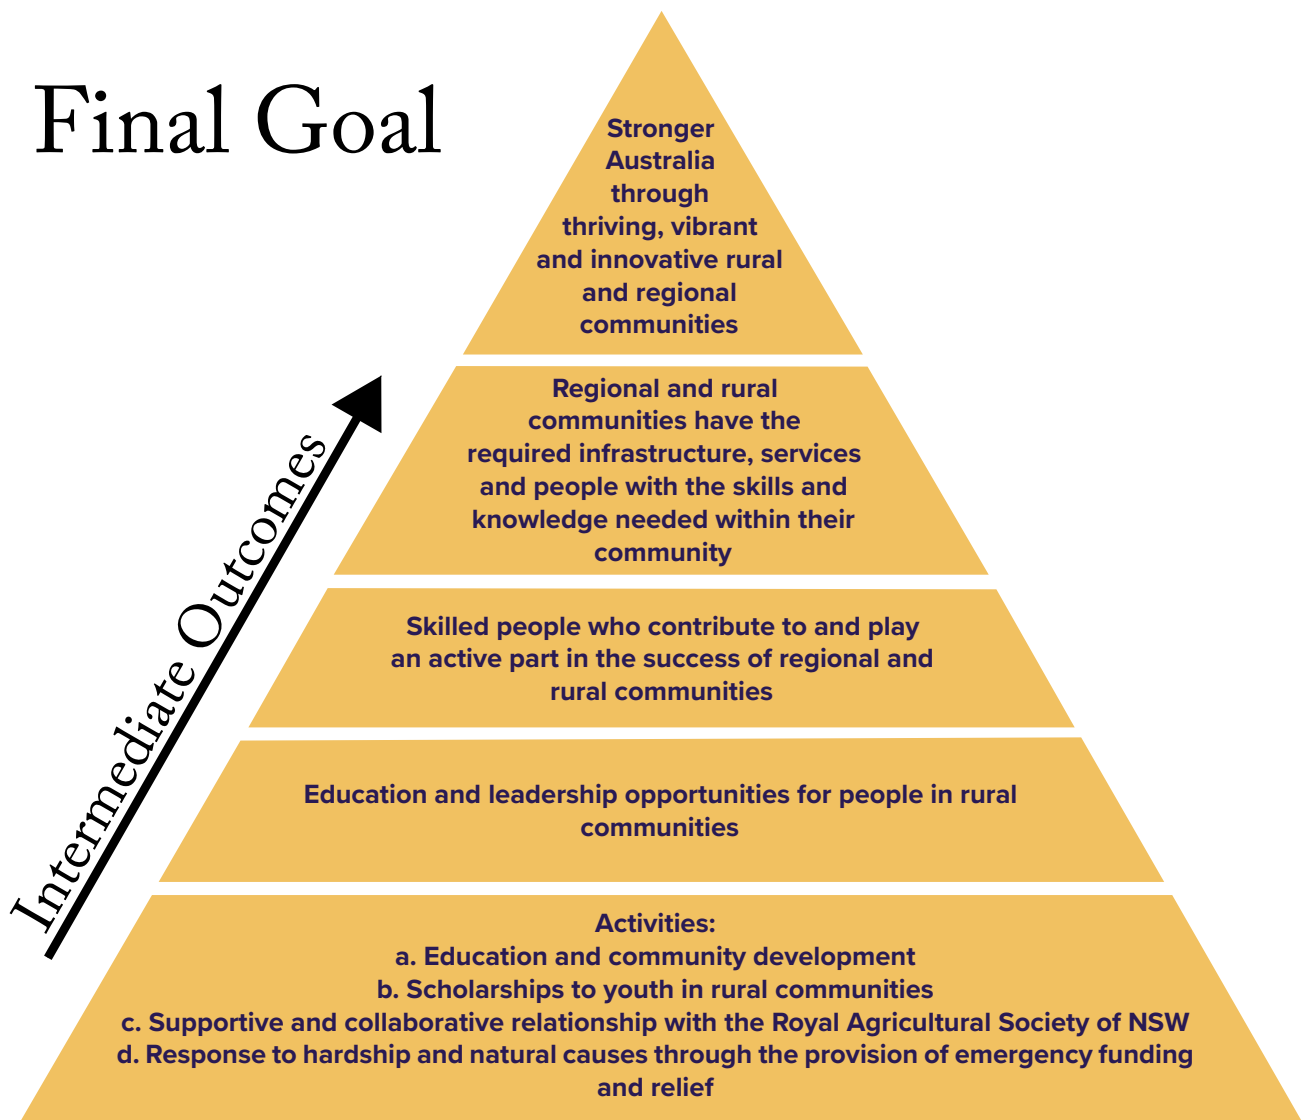 Final Goal
Stronger
Australia
through
thriving, vibrant
and innovative rural
and regional
communities
Intermediate Outcomes
Regional and rural
communities have the
required infrastructure, services
and people with the skills and
knowledge needed within their
community
Skilled people who contribute to and play
an active part in the success of regional and
rural communities
Education and leadership opportunities for people in rural
communities
Activities:
a. Education and community development
b. Scholarships to youth in rural communities
c. Supportive and collaborative relationship with the Royal Agricultural Society of NSW
d. Response to hardship and natural causes through the provision of emergency funding
and relief